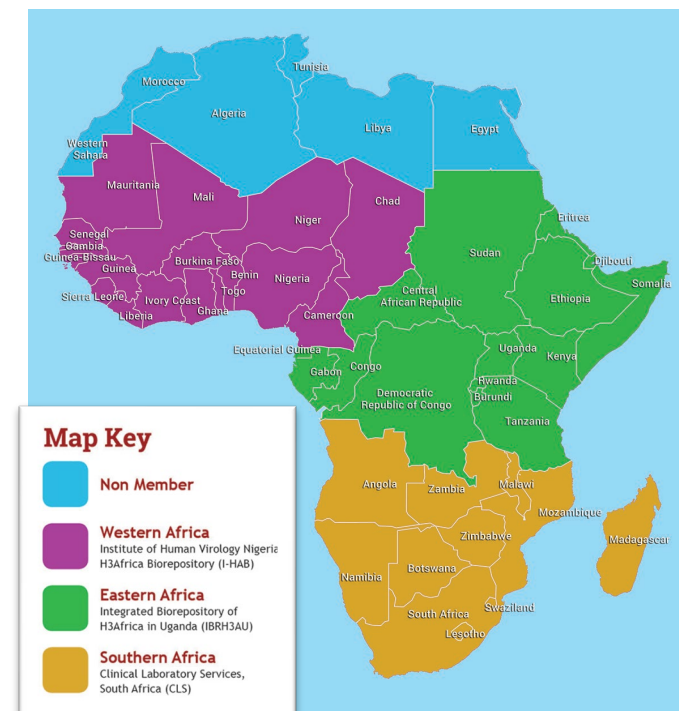 Tunisia
Morocco
Algeria
Libya
Egypt
Western
Sahara
Mauritania
Mali
Niger
Chad
Sudan
Eritrea
Senegal
Gambia
Guinea-Bissau
Guinea
Burkina Faso
Benin
Nigeria
Djibouti
Somalia
Sierra Leone
Ivory Coast
Togo
Ghana
Liberia
Cameroon
Central
African Republic
Ethiopia
Equatorial Guinea
Gabon
Congo
Uganda
Kenya
Rwanda
Burundi
Democratic
Republic of Congo
Tanzania
Angola
Zambia
Malawi
Mozambique
Zimbabwe
Madagascar
Namibia
Botswana
South Africa
Swaziland
Lesotho
Map Key
Non Member
Western Africa
Institute of Human Virology Nigeria
H3Africa Biorepository (I-HAB)
Eastern Africa
Integrated Biorepository of
H3Africa in Uganda (IBRH3AU)
Southern Africa
Clinical Laboratory Services,
South Africa (CLS)